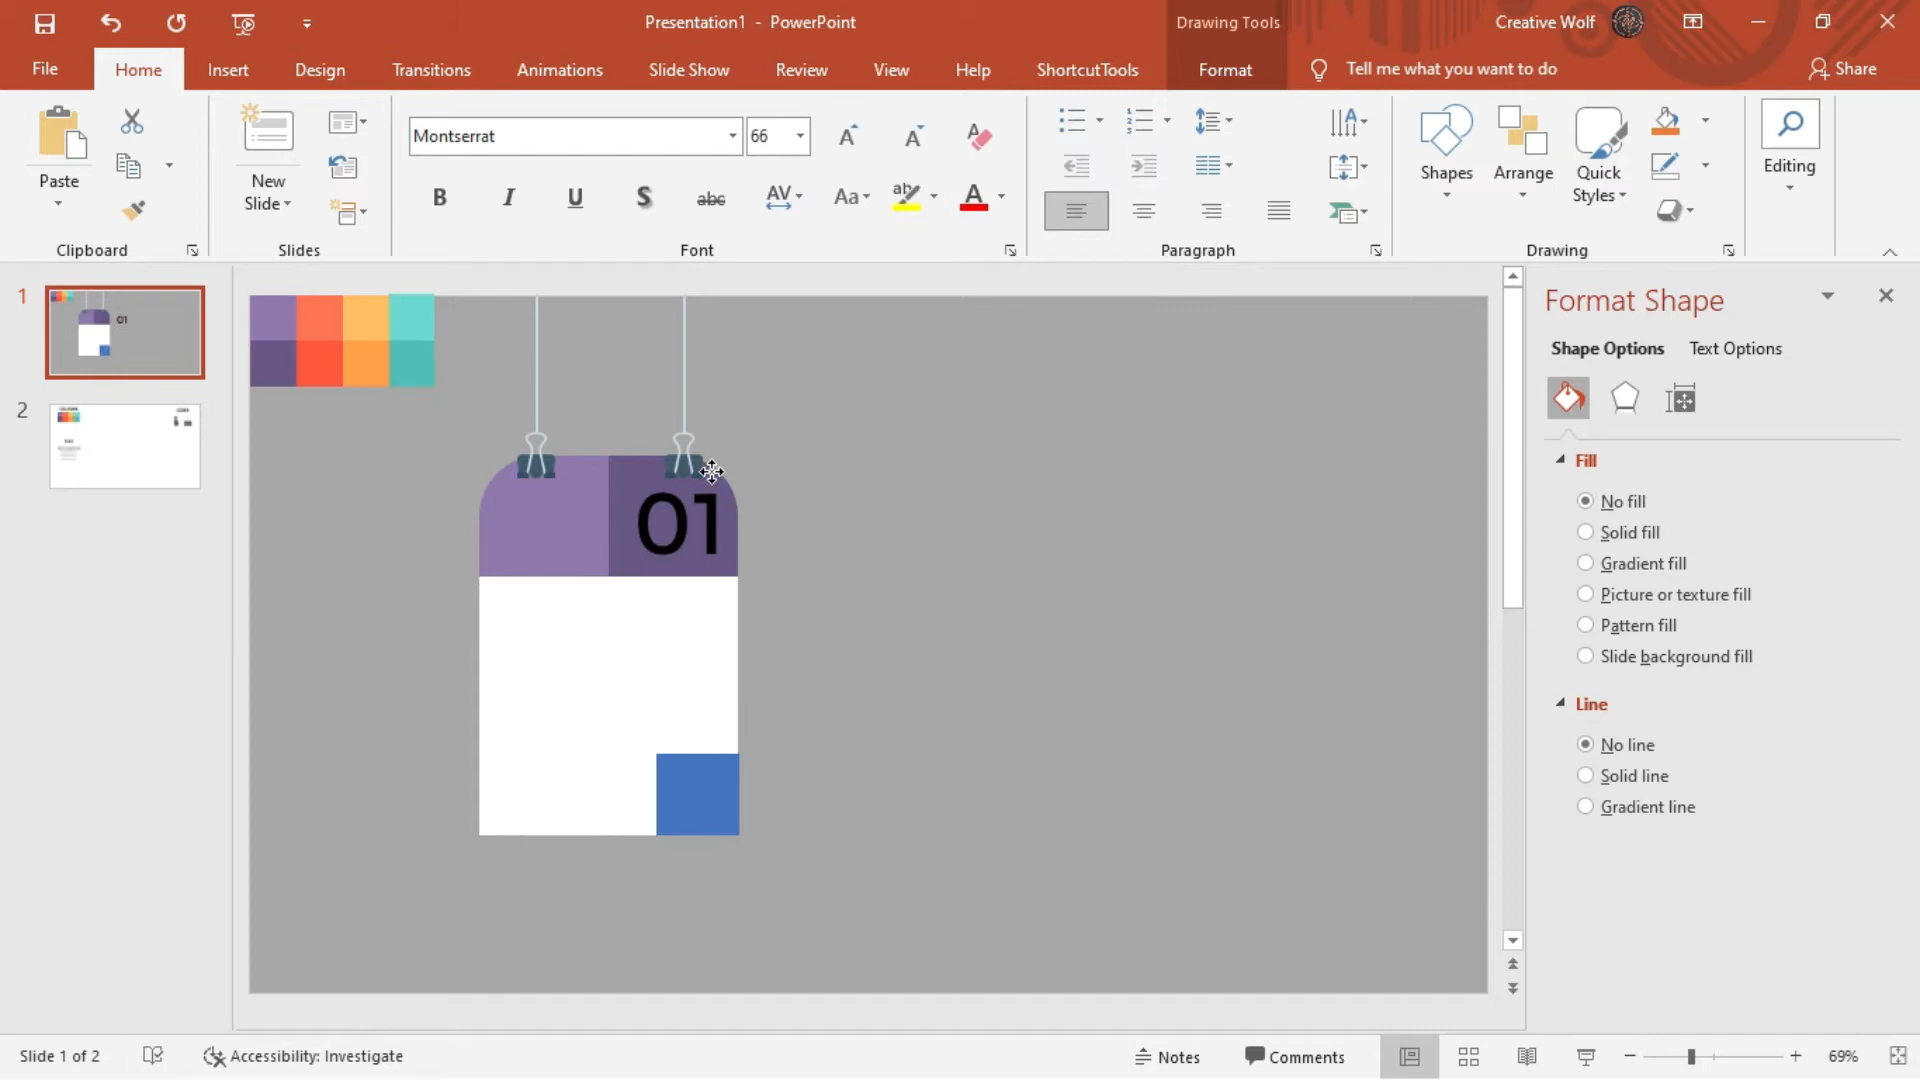 Presentation1 - PowerPoint
Drawing Tools
Creative Wolf
File
Home
Insert
Design
Transitions
Animations
Slide Show
Review
View
Help
ShortcutTools
Format
Tell me what you want to do
Share
Paste
New
Slide
Montserrat
66
B
I
U
S
abc
AV
Aa
ab
A
Shapes
Arrange
Quick
Styles
Editing
Clipboard
Slides
Font
Paragraph
Drawing
1
2
01
01
Format Shape
Shape Options
Text Options
Fill
No fill
Solid fill
Gradient fill
Picture or texture fill
Pattern fill
Slide background fill
Line
No line
Solid line
Gradient line
Slide 1 of 2
Accessibility: Investigate
Notes
Comments
69%